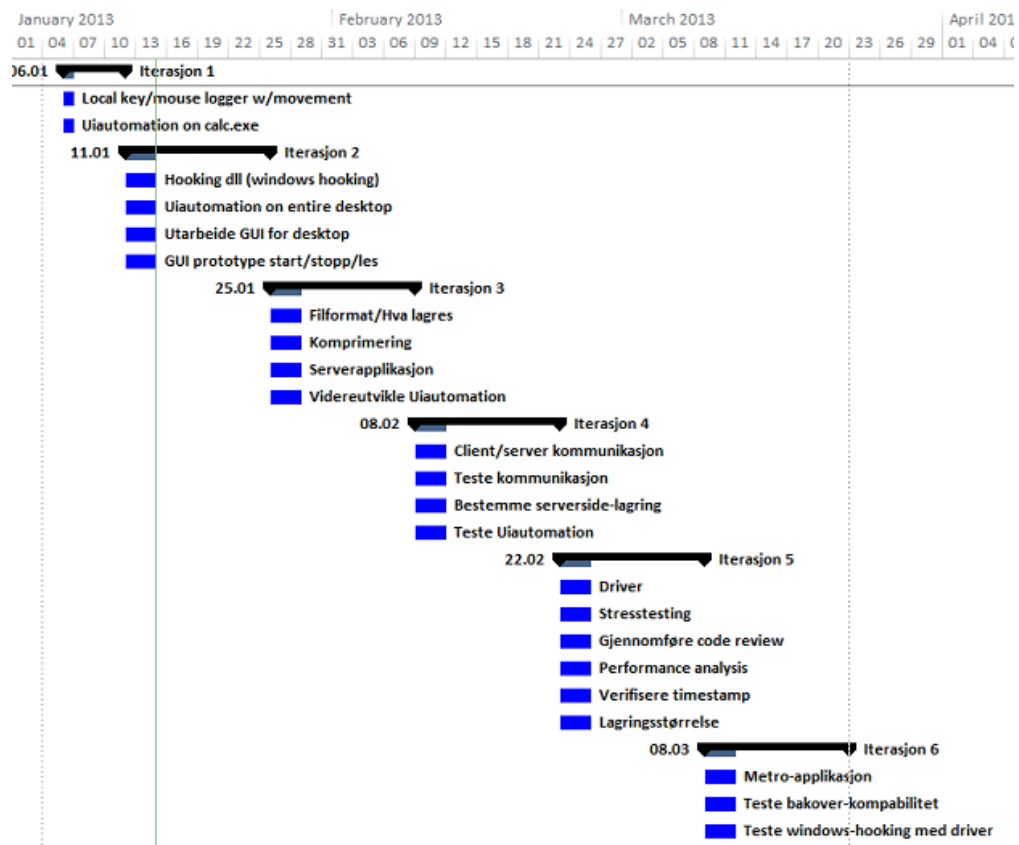 January 2013 February 2013 March 2013 April 201
01 04 07 10 13 16 19 22 25 28 31 03 06 09 12 15 18 21 24 27 02 05 08 11 14 17 20 23 26 29 01 04 0
06.01 Iterasjon 1
Local key/mouse logger w/movement
Uiautomation on calc.exe
11.01 Iterasjon 2
Hooking dll (windows hooking)
Uiautomation on entire desktop
Utarbeide GUI for desktop
GUI prototype start/stopp/les
25.01 Iterasjon 3
Filformat/Hva lagres
Komprimering
Serverapplikasjon
Videreutvikle Uiautomation
08.02 Iterasjon 4
Client/server kommunikasjon
Teste kommunikasjon
Bestemme serverside-lagring
Teste Uiautomation
22.02 Iterasjon 5
Driver
Stresstesting
Gjennomføre code review
Performance analysis
Verifisere timestamp
Lagringsstørrelse
08.03 Iterasjon 6
Metro-applikasjon
Teste bakover-kompabilitet
Teste windows-hooking med driver